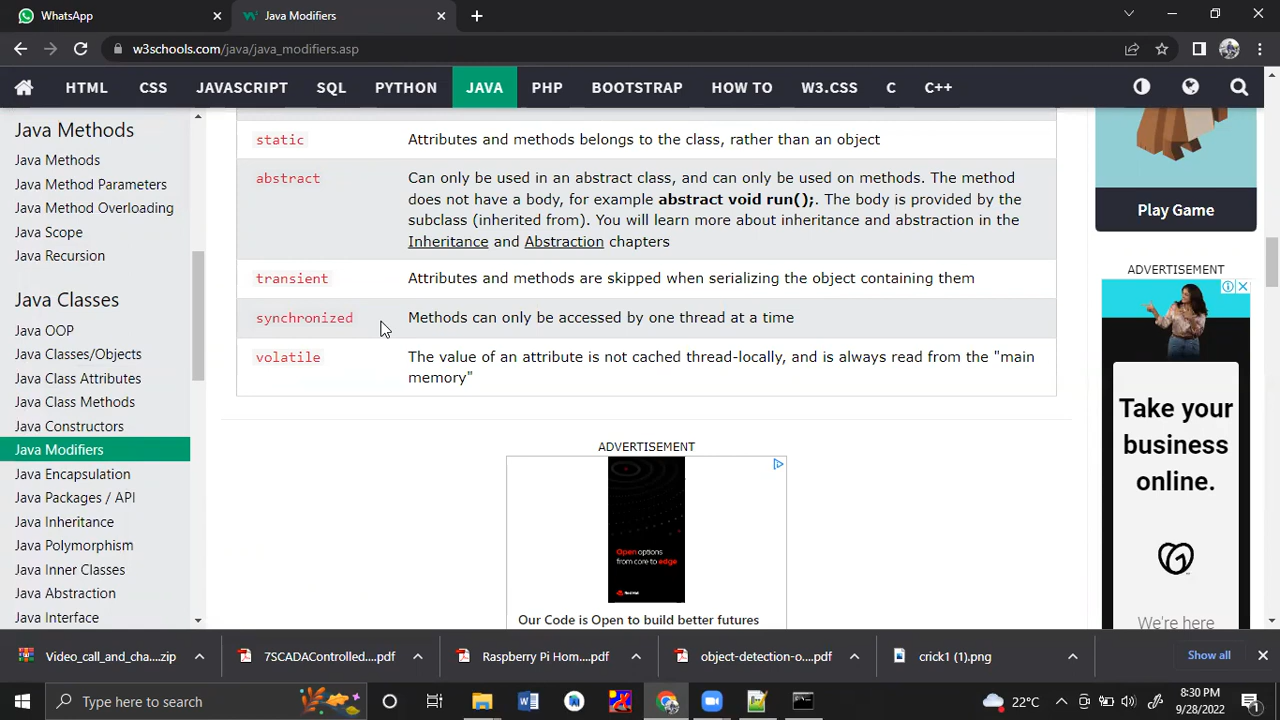 WhatsApp
Java Modifiers
w3schools.com/java/java_modifiers.asp
HTML CSS JAVASCRIPT SQL PYTHON JAVA PHP BOOTSTRAP HOW TO W3.CSS C C++
Java Methods
Java Methods
Java Method Parameters
Java Method Overloading
Java Scope
Java Recursion
Java Classes
Java OOP
Java Classes/Objects
Java Class Attributes
Java Class Methods
Java Constructors
Java Modifiers
Java Encapsulation
Java Packages / API
Java Inheritance
Java Polymorphism
Java Inner Classes
Java Abstraction
Java Interface
static Attributes and methods belongs to the class, rather than an object
abstract Can only be used in an abstract class, and can only be used on methods. The method
does not have a body, for example abstract void run();. The body is provided by the
subclass (inherited from). You will learn more about inheritance and abstraction in the
Inheritance and Abstraction chapters
transient Attributes and methods are skipped when serializing the object containing them
synchronized Methods can only be accessed by one thread at a time
volatile The value of an attribute is not cached thread-locally, and is always read from the "main
memory"
ADVERTISEMENT
Open options
from core to edge
Red Hat
Our Code is Open to build better futures
Play Game
ADVERTISEMENT
Take your
business
online.
We're here
Video_call_and_cha....zip
7SCADAControlled....pdf
Raspberry Pi Hom....pdf
object-detection-o....pdf
crick1 (1).png
Show all
Type here to search
22°C
8:30 PM
9/28/2022
1